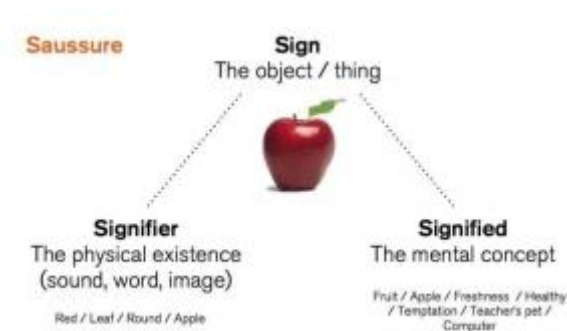 Saussure
Sign
The object / thing
Signifier
The physical existence
(sound, word, image)
Red / Leaf / Round / Apple
Signified
The mental concept
Fruit / Apple / Freshness / Healthy
/ Temptation / Teacher's pet /
Computer